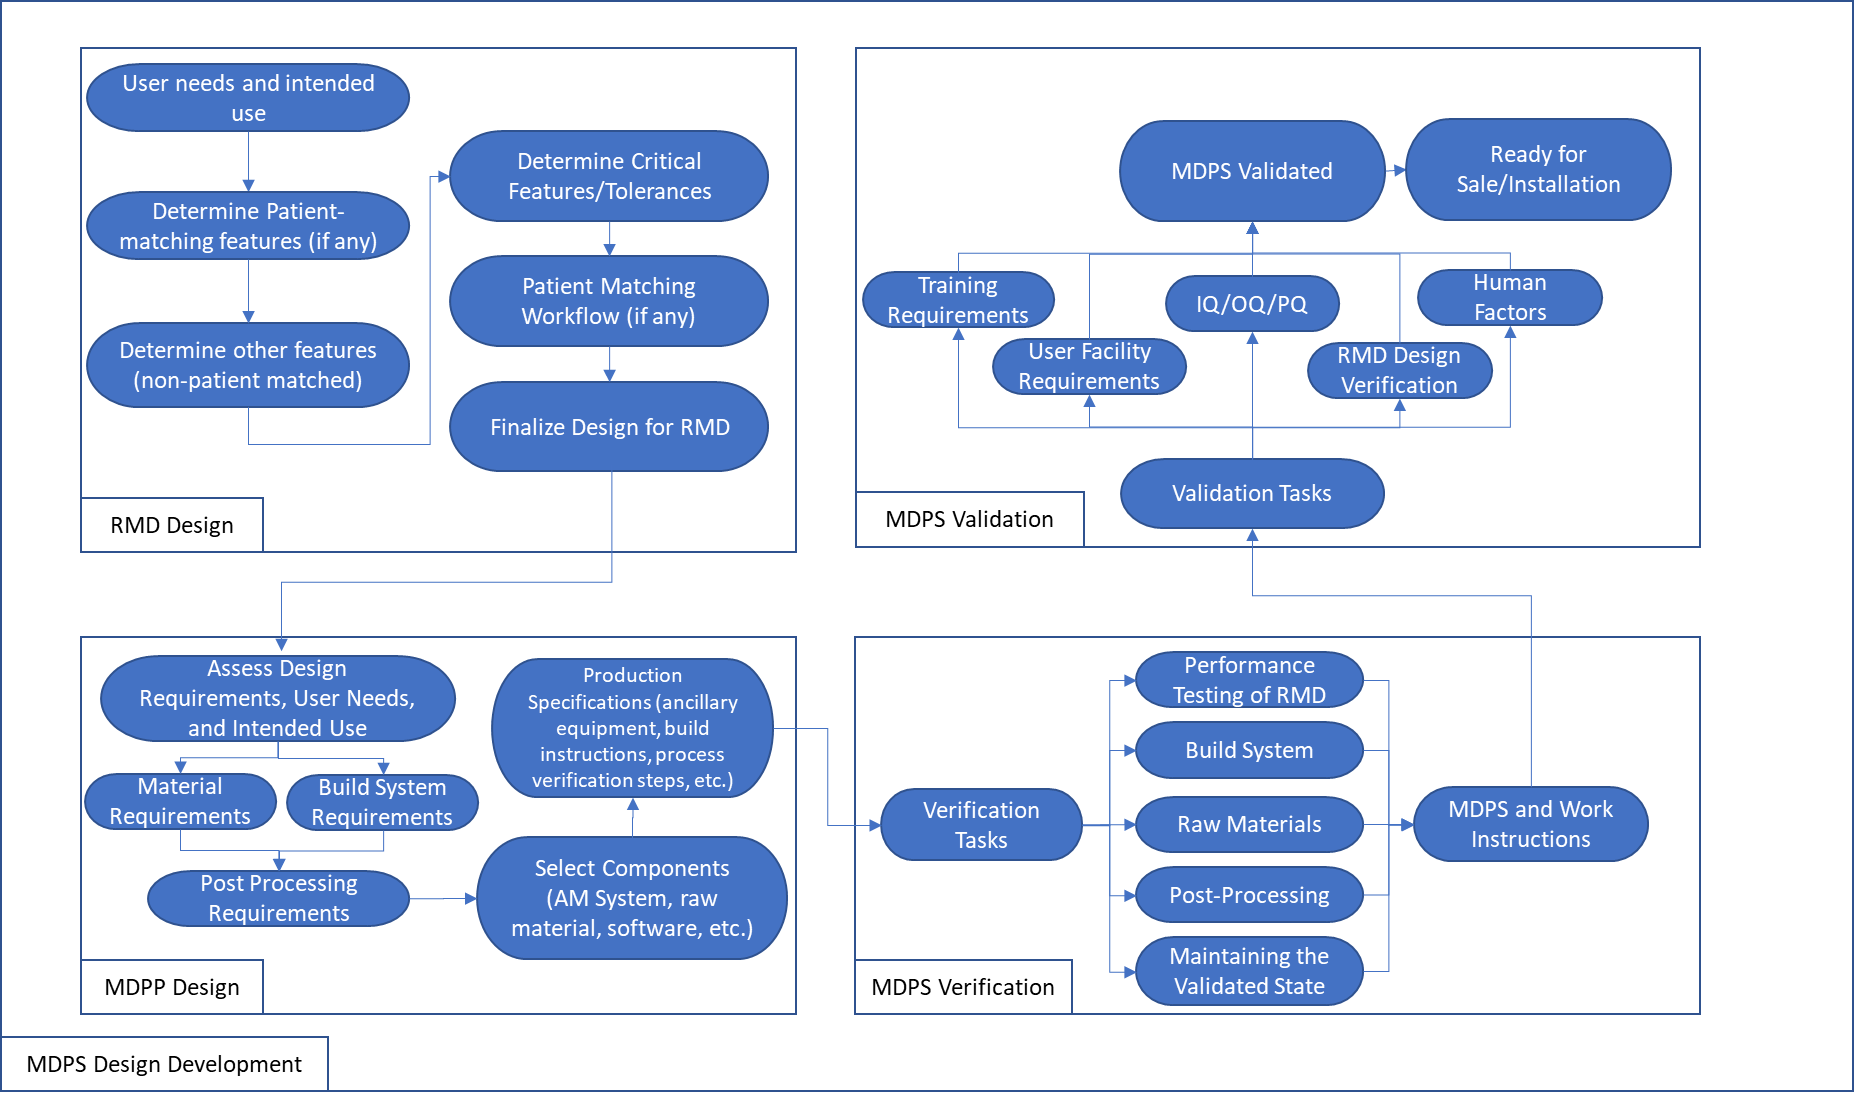 User needs and intended
use
Determine Patient-
matching features (if any)
Determine other features
(non-patient matched)
Determine Critical
Features/Tolerances
Patient Matching
Workflow (if any)
Finalize Design for RMD
RMD Design
Assess Design
Requirements, User Needs,
and Intended Use
Material
Requirements
Build System
Requirements
Post Processing
Requirements
Select Components
(AM System, raw
material, software, etc.)
Production
Specifications (ancillary
equipment, build
instructions, process
verification steps, etc.)
MDPP Design
Verification
Tasks
Performance
Testing of RMD
Build System
Raw Materials
Post-Processing
Maintaining the
Validated State
MDPS and Work
Instructions
MDPS Verification
Validation Tasks
Training
Requirements
User Facility
Requirements
IQ/OQ/PQ
RMD Design
Verification
Human
Factors
MDPS Validated
Ready for
Sale/Installation
MDPS Validation
MDPS Design Development